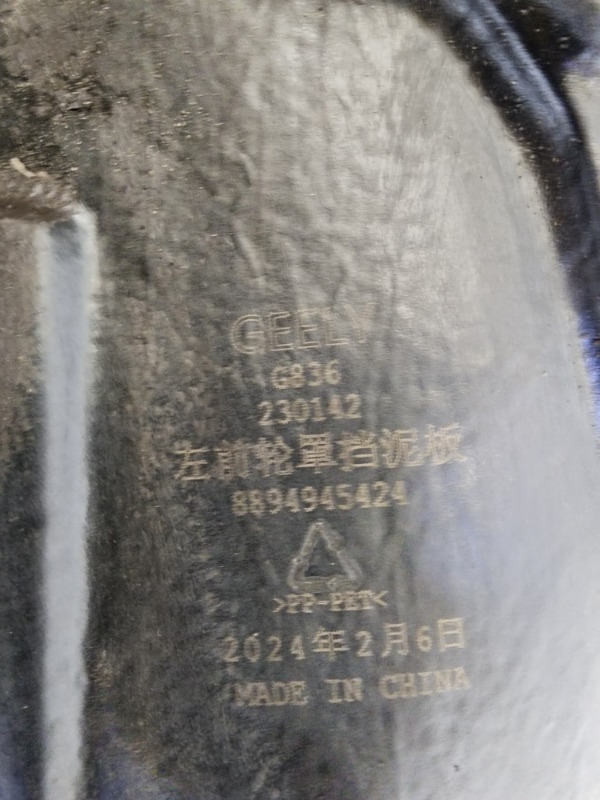 GEELY
G836
230142
左前轮罩挡泥板
8894945424
>PP-PET<
2024年2月6日
MADE IN CHINA